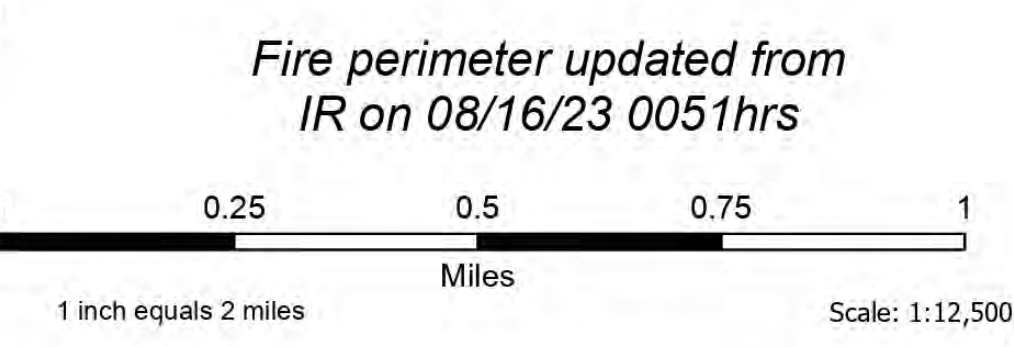 Fire perimeter updated from
IR on 08/16/23 0051hrs
0.25 0.5 0.75 1
Miles
1 inch equals 2 miles Scale: 1:12,500